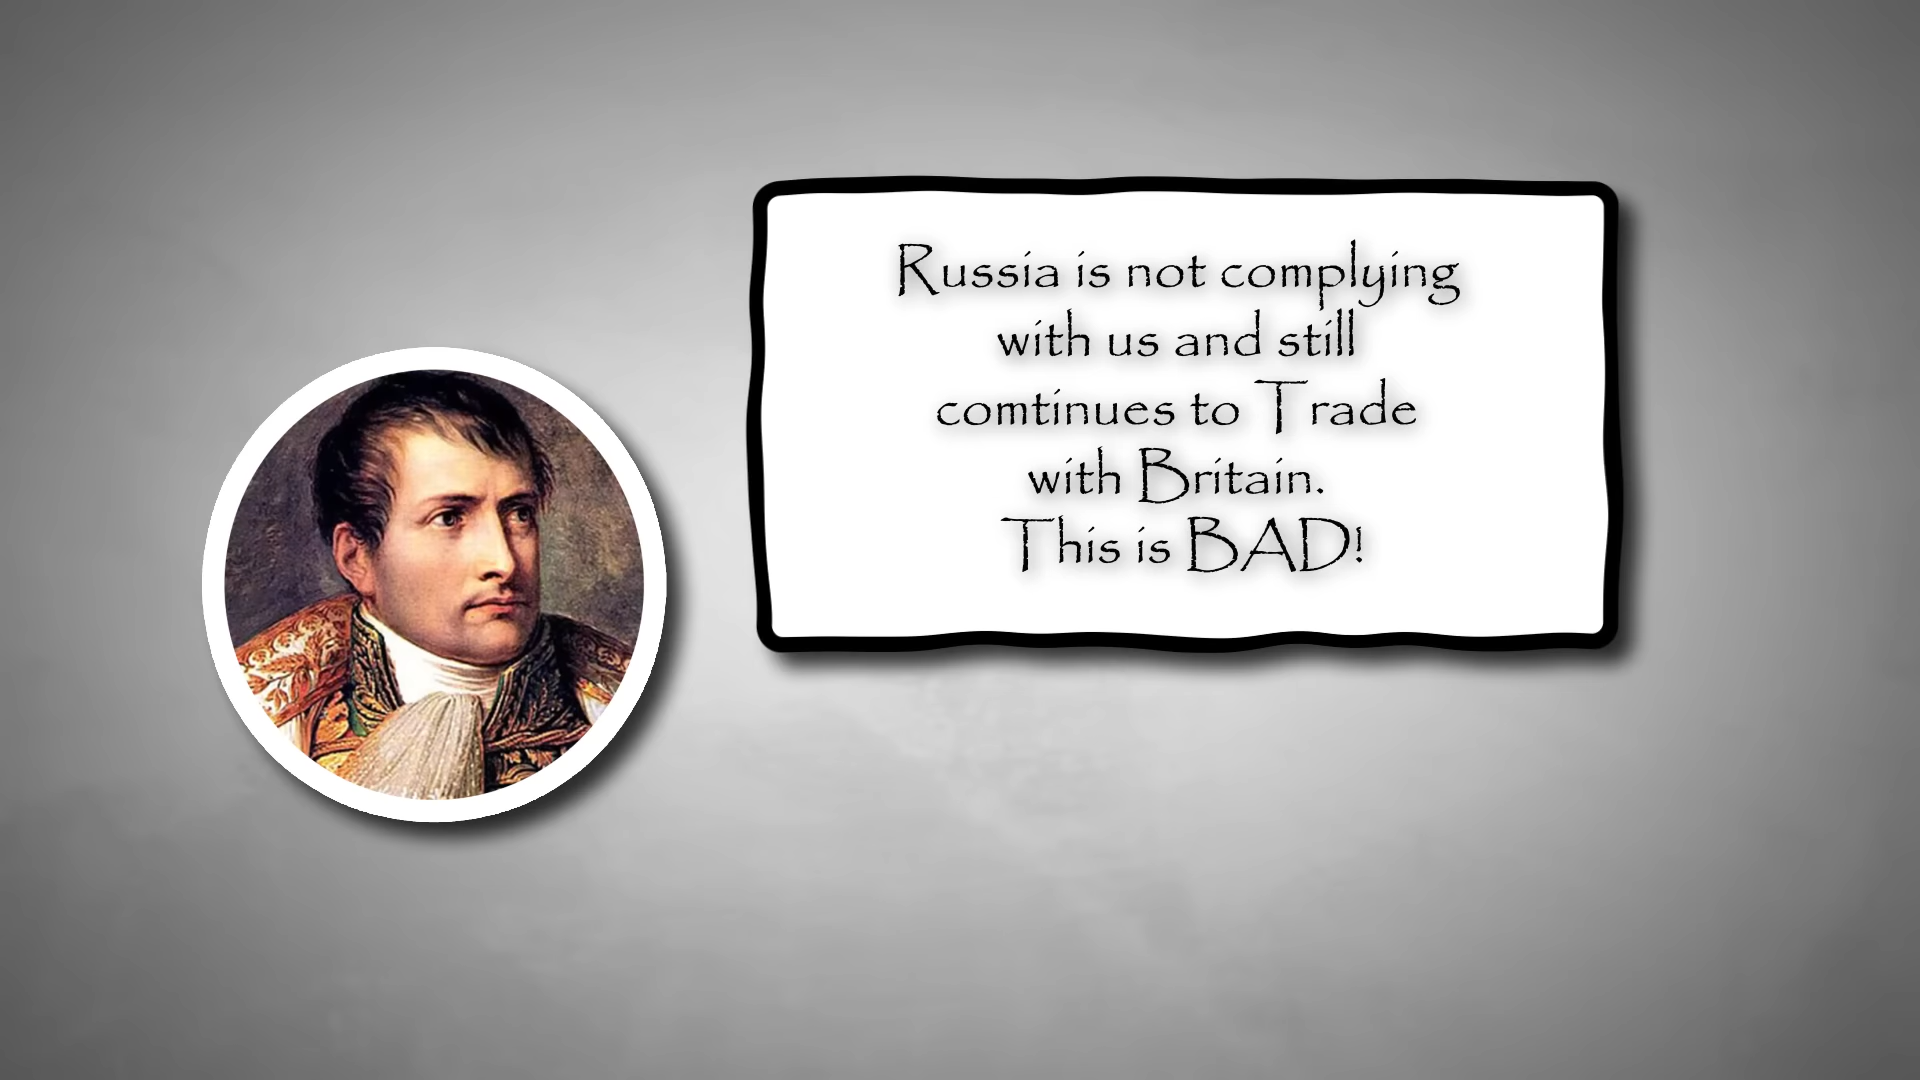 Russia is not complying
with us and still
comtinues to Trade
with Britain.
This is BAD!